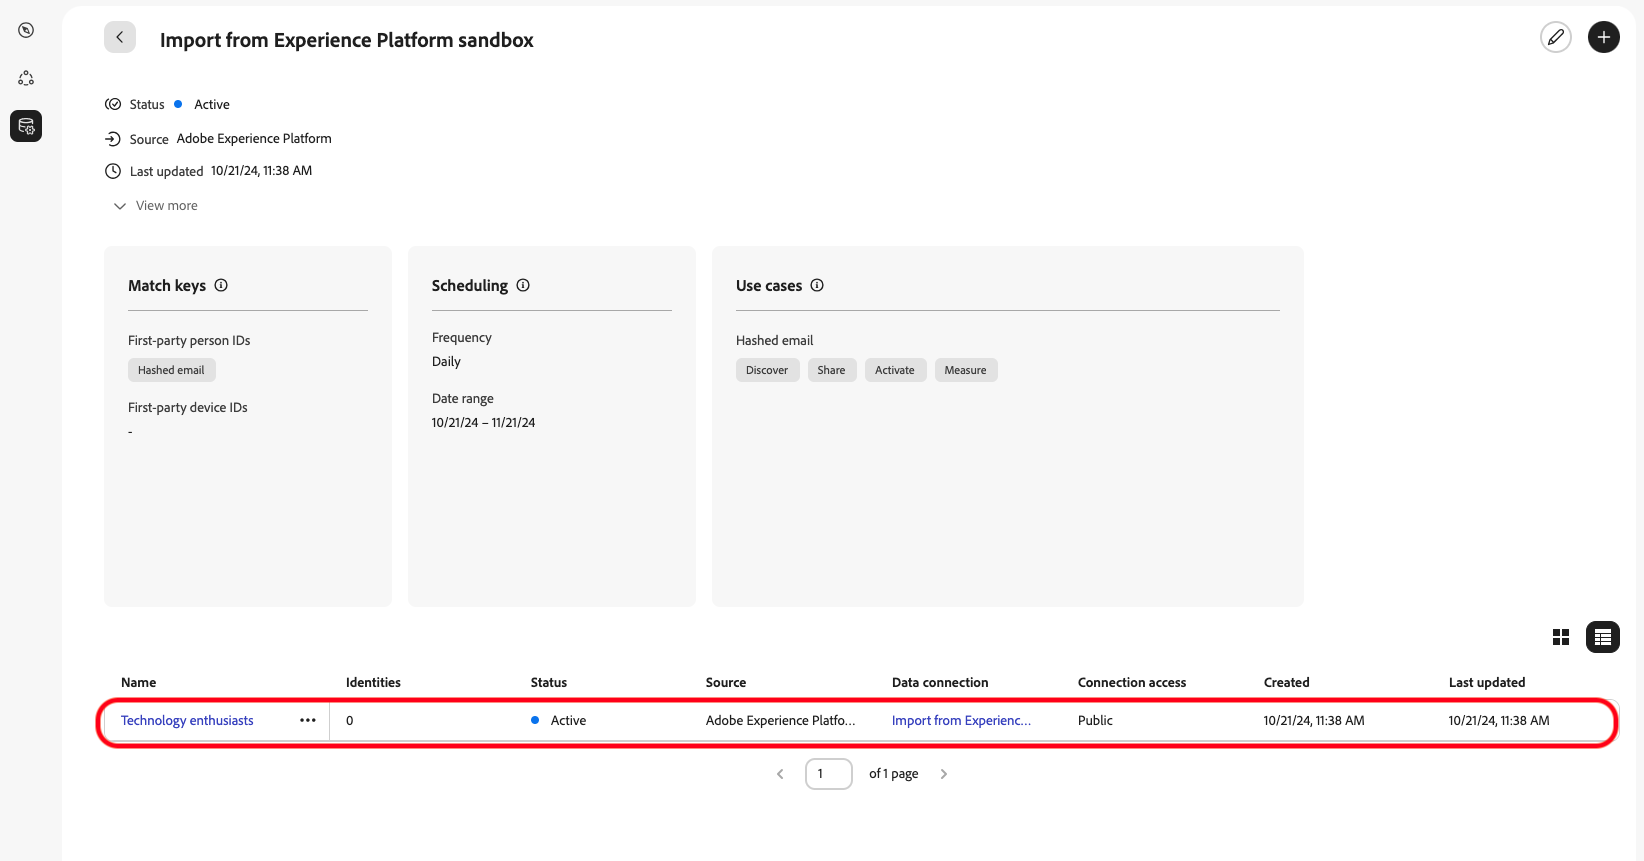 Import from Experience Platform sandbox
Status Active
Source Adobe Experience Platform
Last updated 10/21/24, 11:38 AM
View more
Match keys
First-party person IDs
Hashed email
First-party device IDs
-
Scheduling
Frequency
Daily
Date range
10/21/24 – 11/21/24
Use cases
Hashed email
Discover Share Activate Measure
Name Identities Status Source Data connection Connection access Created Last updated
Technology enthusiasts ••• 0 Active Adobe Experience Platfo... Import from Experienc... Public 10/21/24, 11:38 AM 10/21/24, 11:38 AM
1 of 1 page